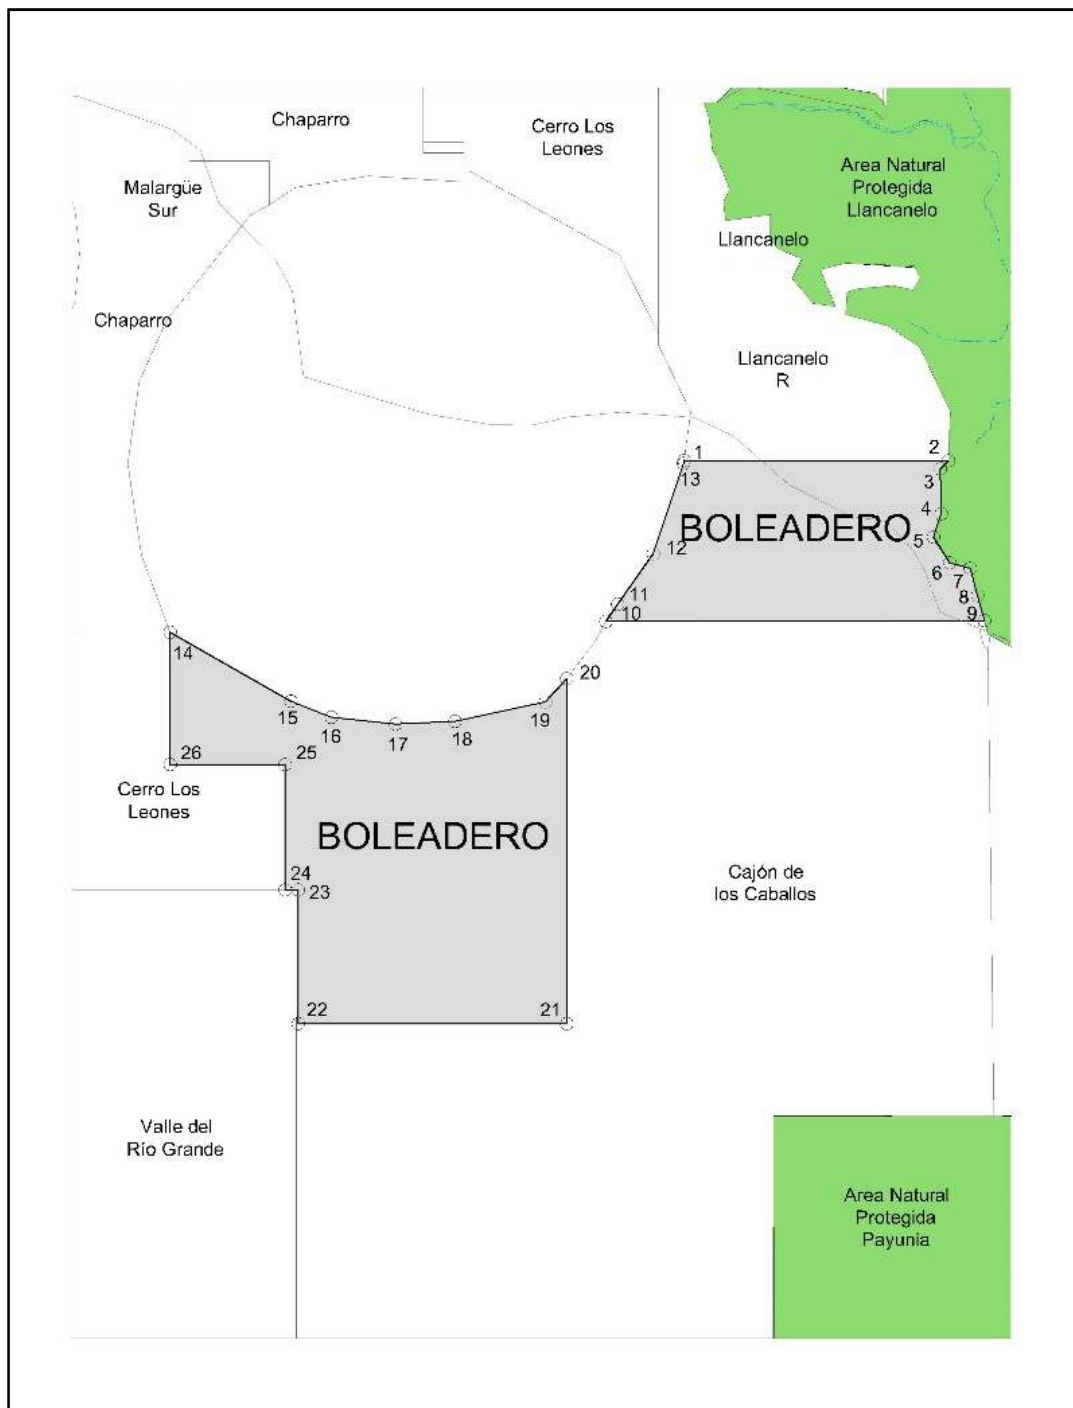 Chaparro
Cerro Los
Leones
Area Natural
Protegida
Llancanelo
Malargüe
Sur
Llancanelo
Chaparro
Llancanelo
R
1
2
13
3
4
BOLEADERO
5
12
6
7
8
11
10
9
14
20
15
19
16
17
18
26
25
Cerro Los
Leones
BOLEADERO
24
23
Cajón de
los Caballos
22
21
Valle del
Río Grande
Area Natural
Protegida
Payunia